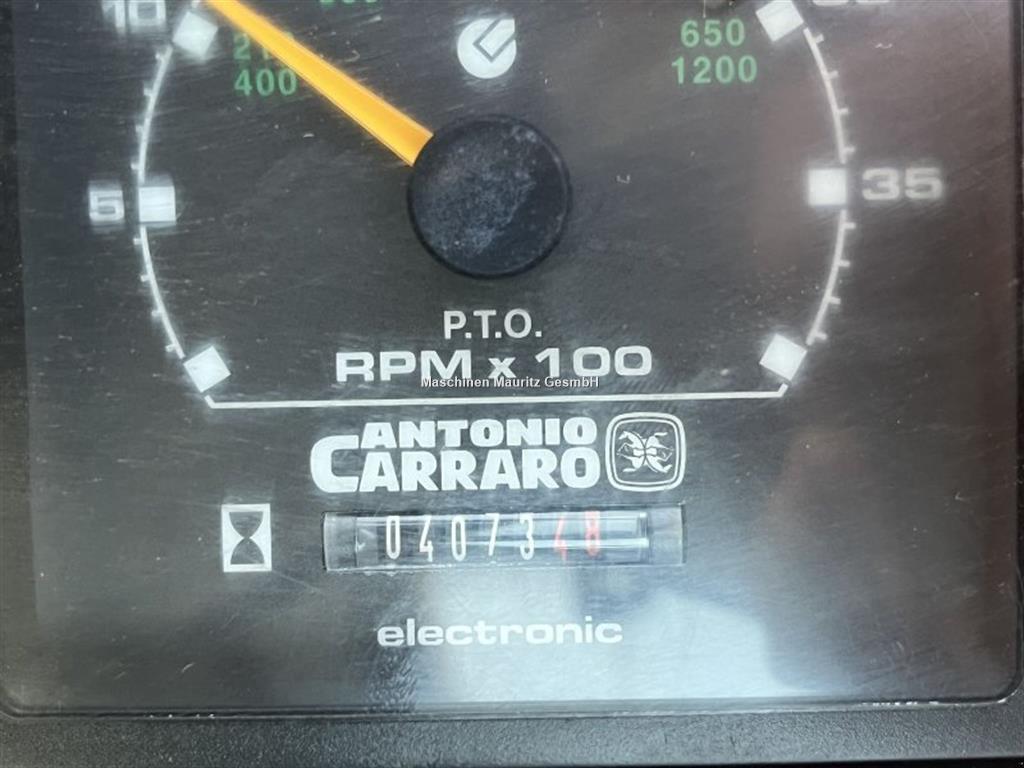 10
400
650
1200
5
35
P.T.O.
RPM x 100
Maschinen Mauritz GesmbH
ANTONIO
CARRARO
0407348
electronic